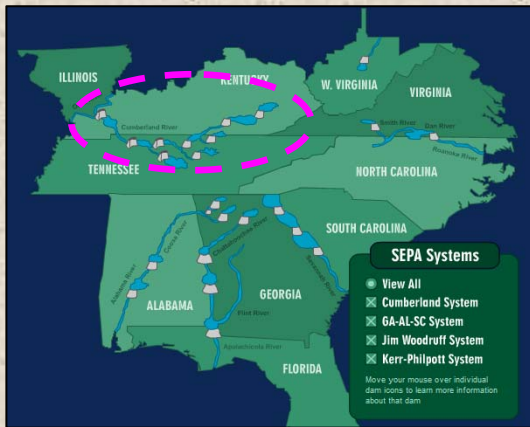 ILLINOIS
KENTUCKY
W. VIRGINIA
VIRGINIA
Cumberland River
Smith River
Dan River
Roanoke River
TENNESSEE
NORTH CAROLINA
SOUTH CAROLINA
Coosa River
Chattahoochee River
Savannah River
Alabama River
ALABAMA
GEORGIA
Flint River
Apalachicola River
FLORIDA
SEPA Systems
View All
Cumberland System
GA-AL-SC System
Jim Woodruff System
Kerr-Philpott System
Move your mouse over individual
dam icons to learn more information
about that dam